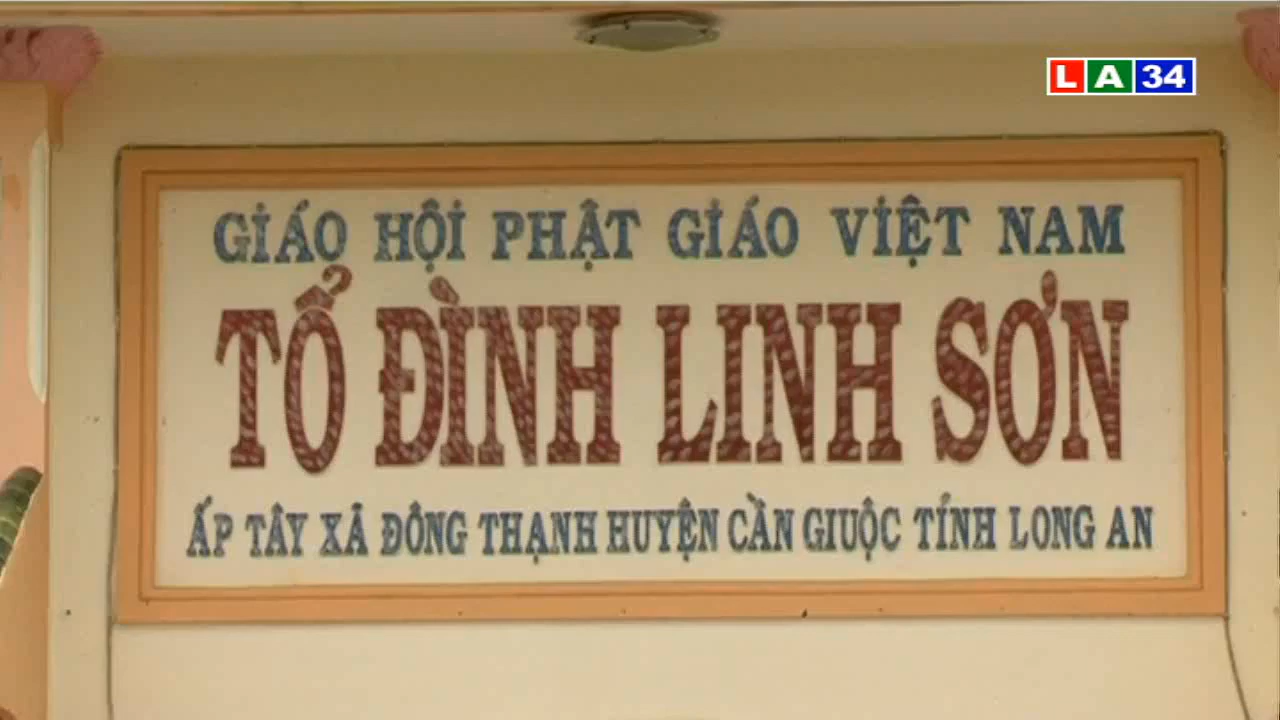 LA34
GIÁO HỘI PHẬT GIÁO VIỆT NAM
TỔ ĐÌNH LINH SƠN
ẤP TÂY XÃ ĐÔNG THẠNH HUYỆN CẦN GIUỘC TỈNH LONG AN